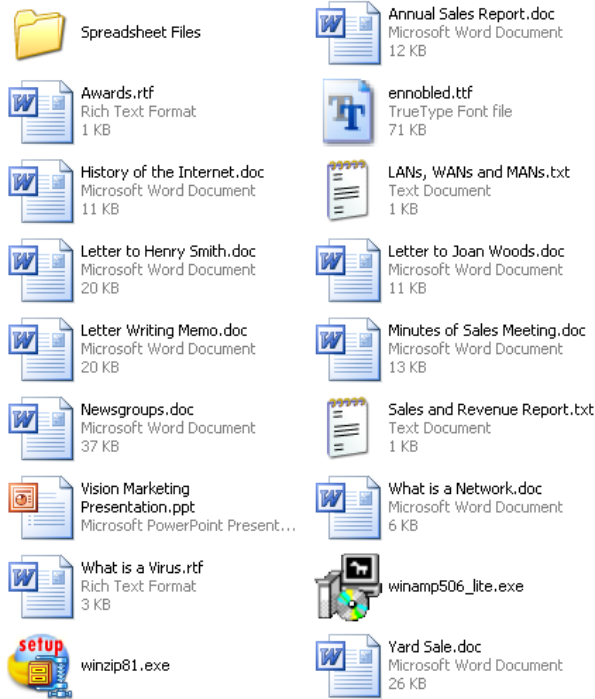 Spreadsheet Files
Annual Sales Report.doc
Microsoft Word Document
12 KB
Awards.rtf
Rich Text Format
1 KB
ennobled.ttf
TrueType Font file
71 KB
History of the Internet.doc
Microsoft Word Document
11 KB
LANs, WANs and MANs.txt
Text Document
1 KB
Letter to Henry Smith.doc
Microsoft Word Document
20 KB
Letter to Joan Woods.doc
Microsoft Word Document
11 KB
Letter Writing Memo.doc
Microsoft Word Document
20 KB
Minutes of Sales Meeting.doc
Microsoft Word Document
13 KB
Newsgroups.doc
Microsoft Word Document
37 KB
Sales and Revenue Report.txt
Text Document
1 KB
Vision Marketing
Presentation.ppt
Microsoft PowerPoint Present...
What is a Network.doc
Microsoft Word Document
6 KB
What is a Virus.rtf
Rich Text Format
3 KB
winamp506_lite.exe
setup
winzip81.exe
Yard Sale.doc
Microsoft Word Document
26 KB